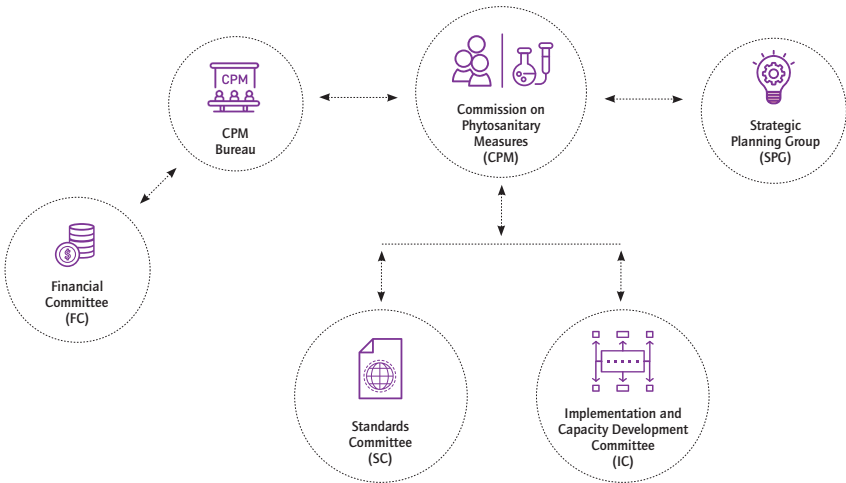 CPM
CPM
Bureau
Commission on
Phytosanitary
Measures
(CPM)
Strategic
Planning Group
(SPG)
$
Financial
Committee
(FC)
Standards
Committee
(SC)
Implementation and
Capacity Development
Committee
(IC)